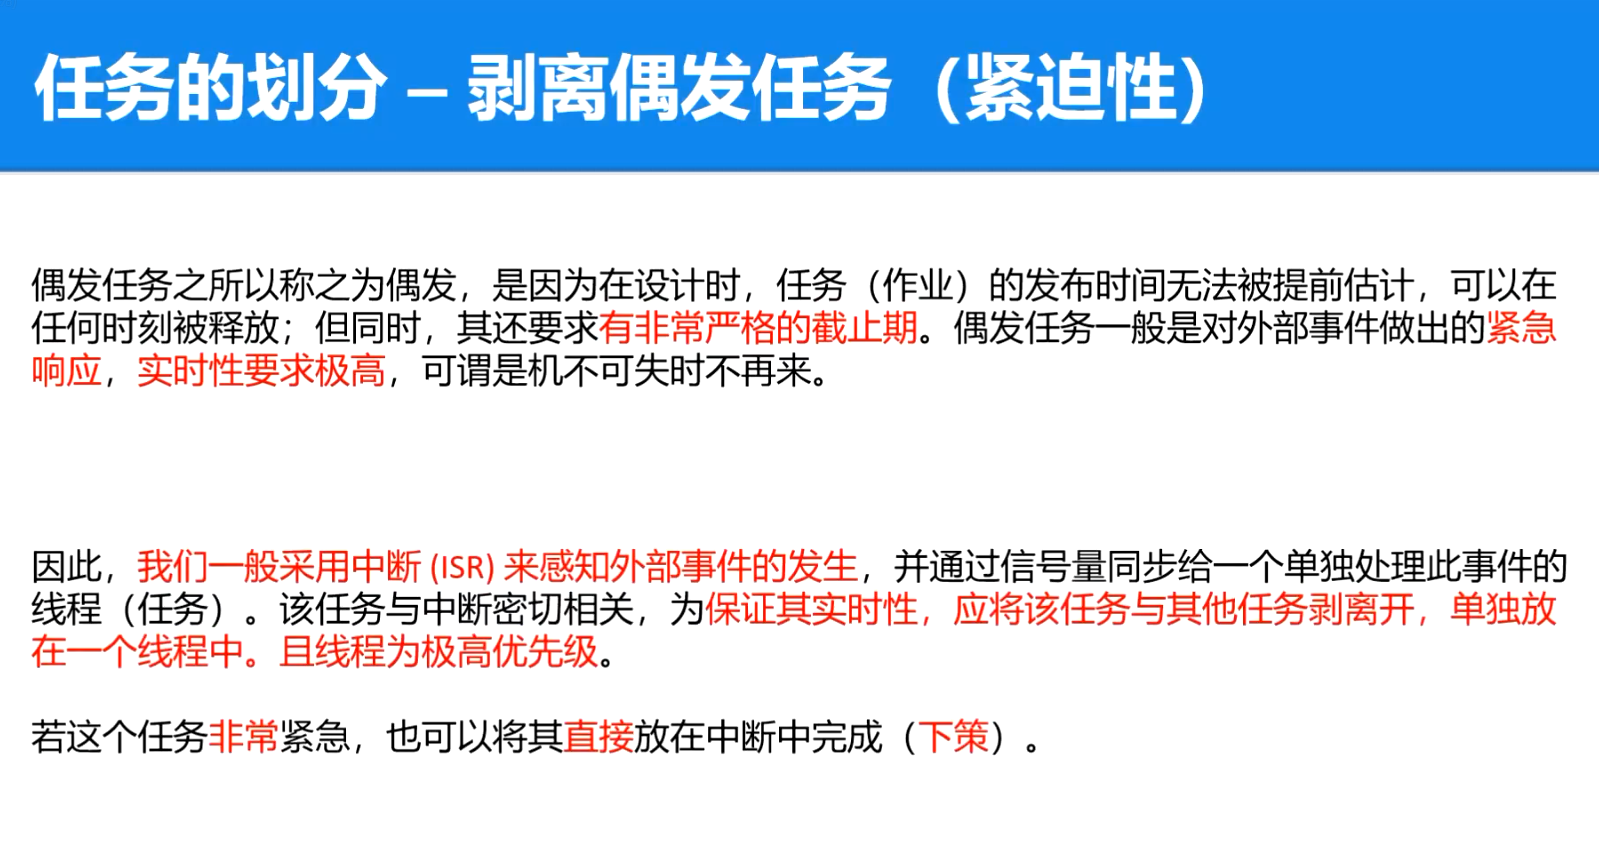 任务的划分 – 剥离偶发任务（紧迫性）
偶发任务之所以称之为偶发，是因为在设计时，任务（作业）的发布时间无法被提前估计，可以在
任何时刻被释放；但同时，其还要求有非常严格的截止期。偶发任务一般是对外部事件做出的紧急
响应，实时性要求极高，可谓是机不可失时不再来。
因此，我们一般采用中断 (ISR) 来感知外部事件的发生，并通过信号量同步给一个单独处理此事件的
线程（任务）。该任务与中断密切相关，为保证其实时性，应将该任务与其他任务剥离开，单独放
在一个线程中。且线程为极高优先级。
若这个任务非常紧急，也可以将其直接放在中断中完成（下策）。